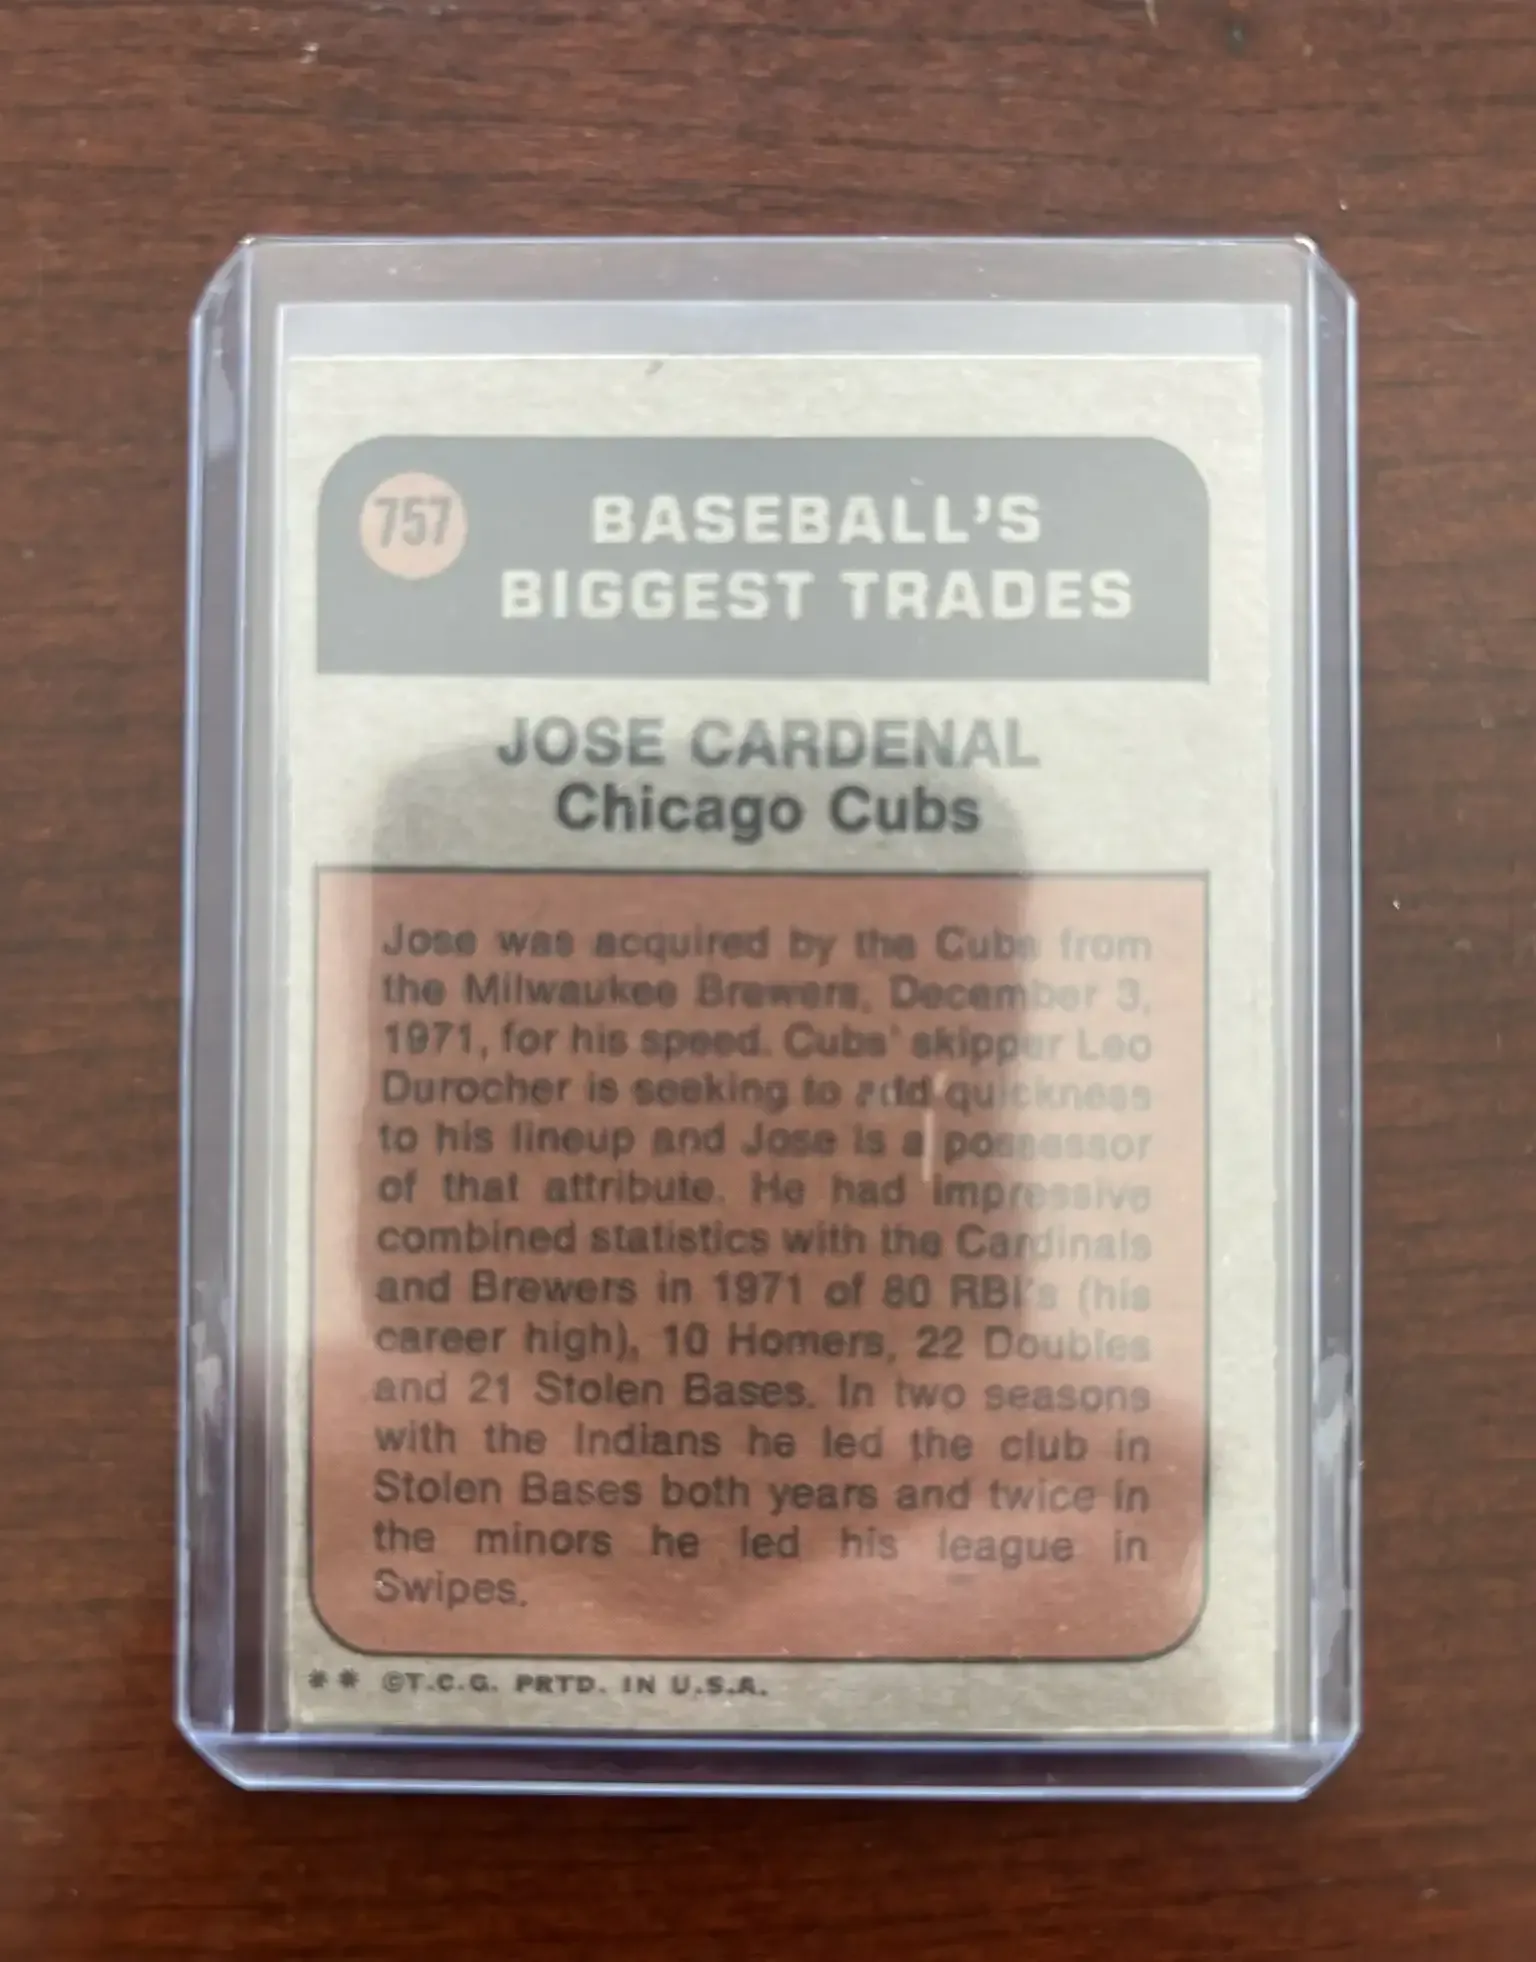 757
BASEBALL'S
BIGGEST TRADES
JOSE CARDENAL
Chicago Cubs
Jose was acquired by the Cubs from
the Milwaukee Brewers, December 3,
1971, for his speed. Cubs' skipper Leo
Durocher is seeking to add quickness
to his lineup and Jose is a possessor
of that attribute. He had impressive
combined statistics with the Cardinals
and Brewers in 1971 of 80 RBI's (his
career high), 10 Homers, 22 Doubles
and 21 Stolen Bases. In two seasons
with the Indians he led the club in
Stolen Bases both years and twice in
the minors he led his league in
Swipes.
** ©T.C.G. PRTD. IN U.S.A.